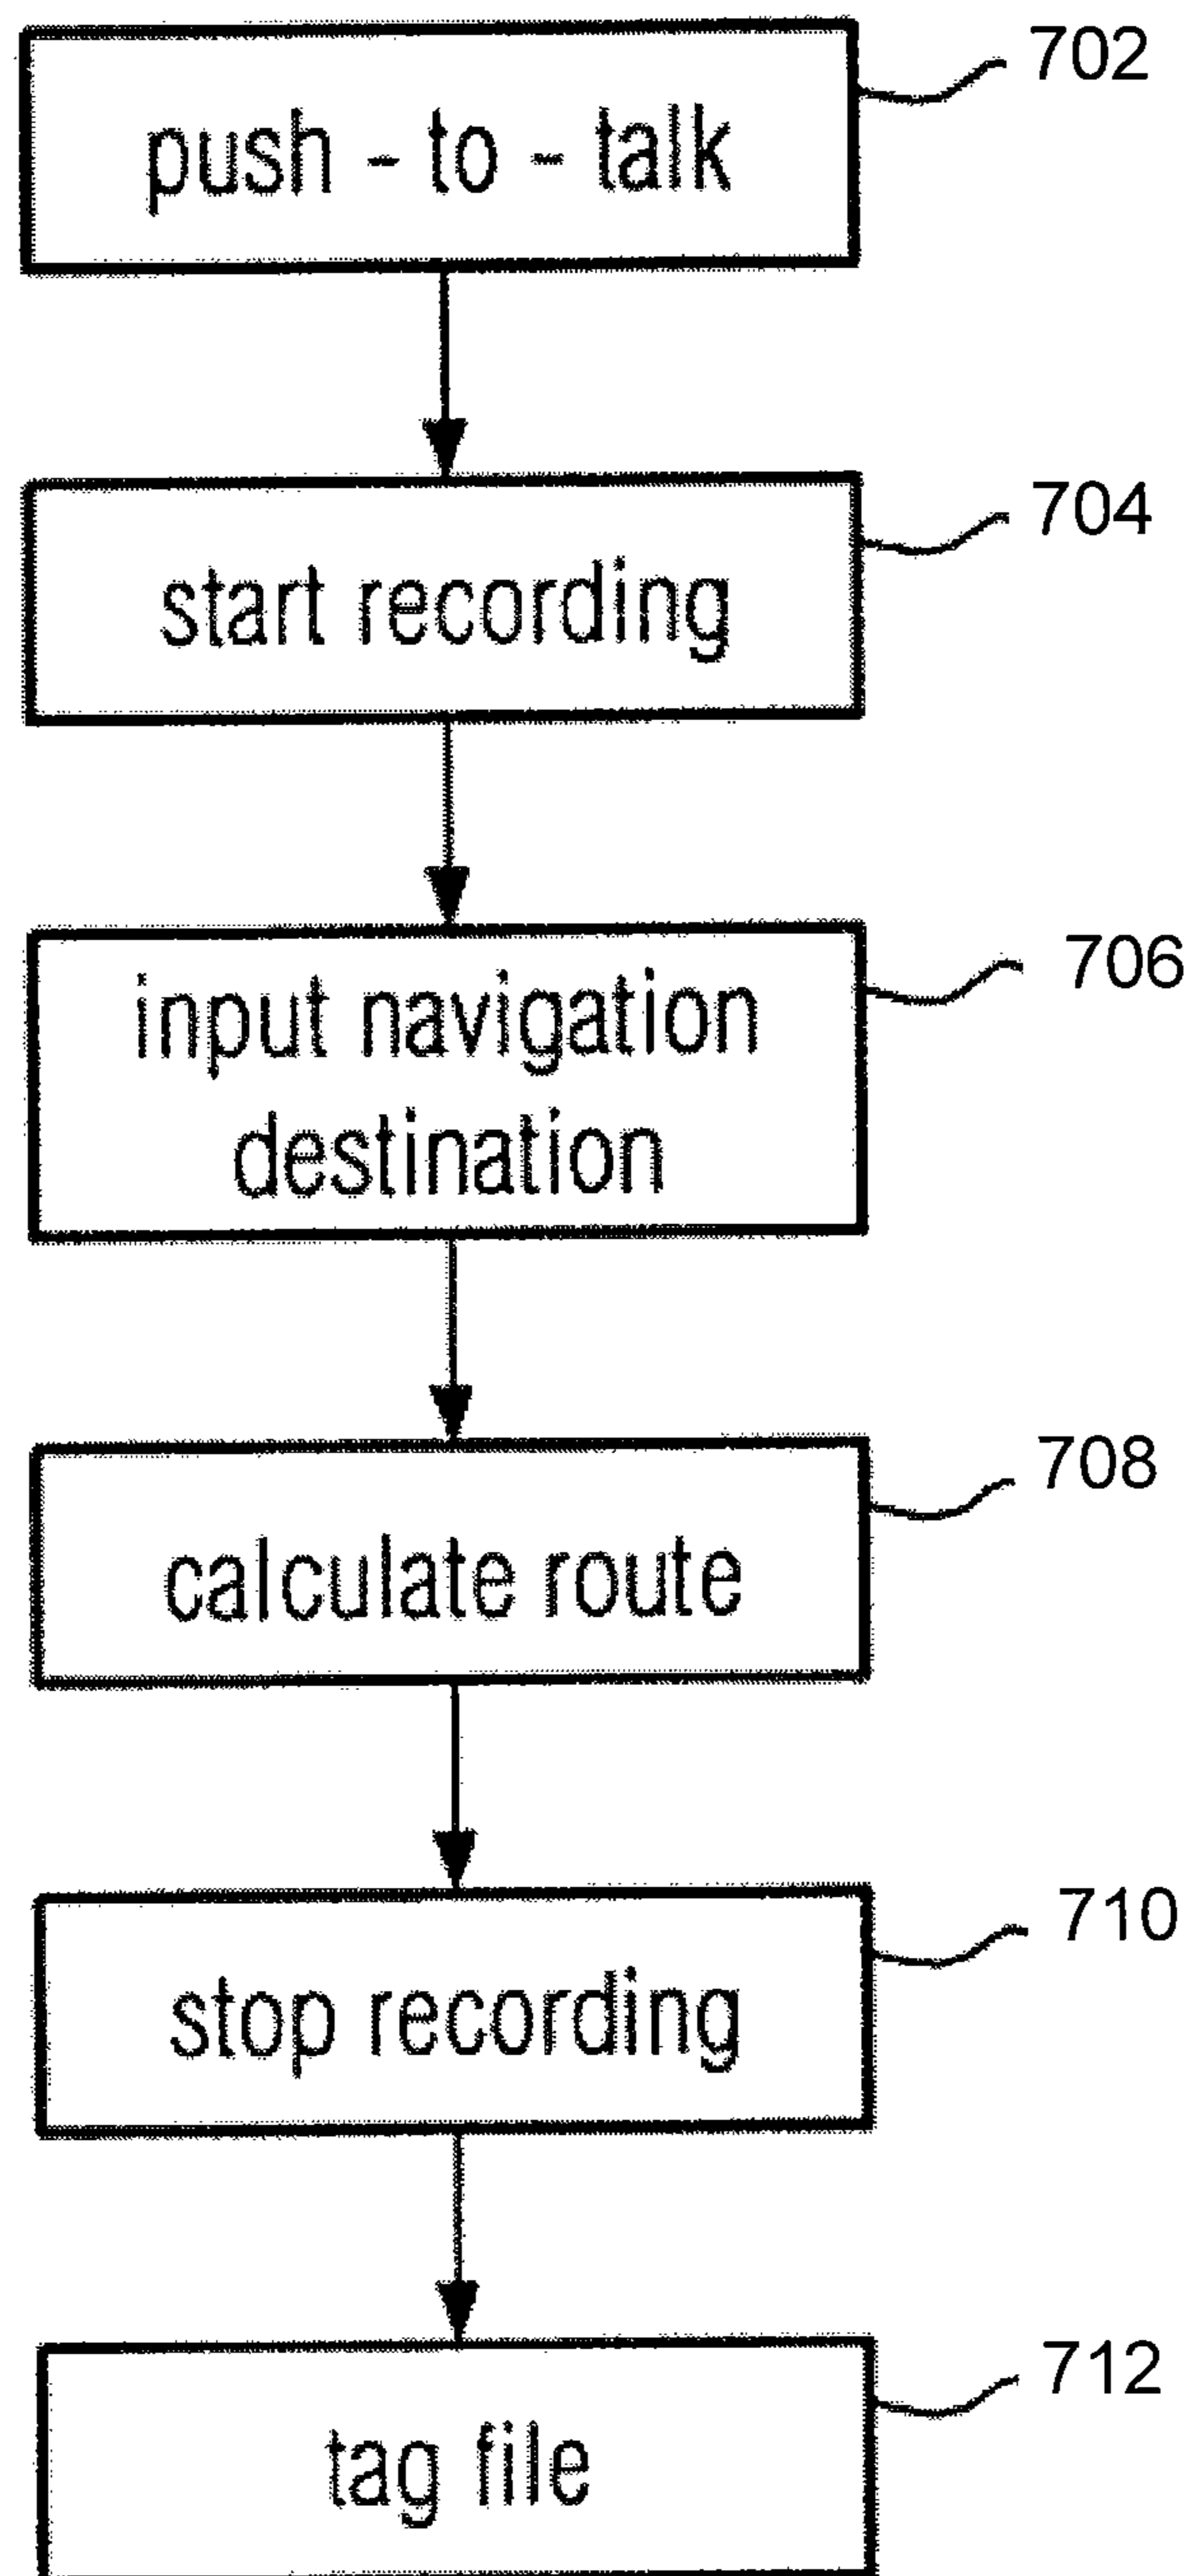 push - to - talk
702
start recording
704
input navigation
destination
706
calculate route
708
stop recording
710
tag file
712